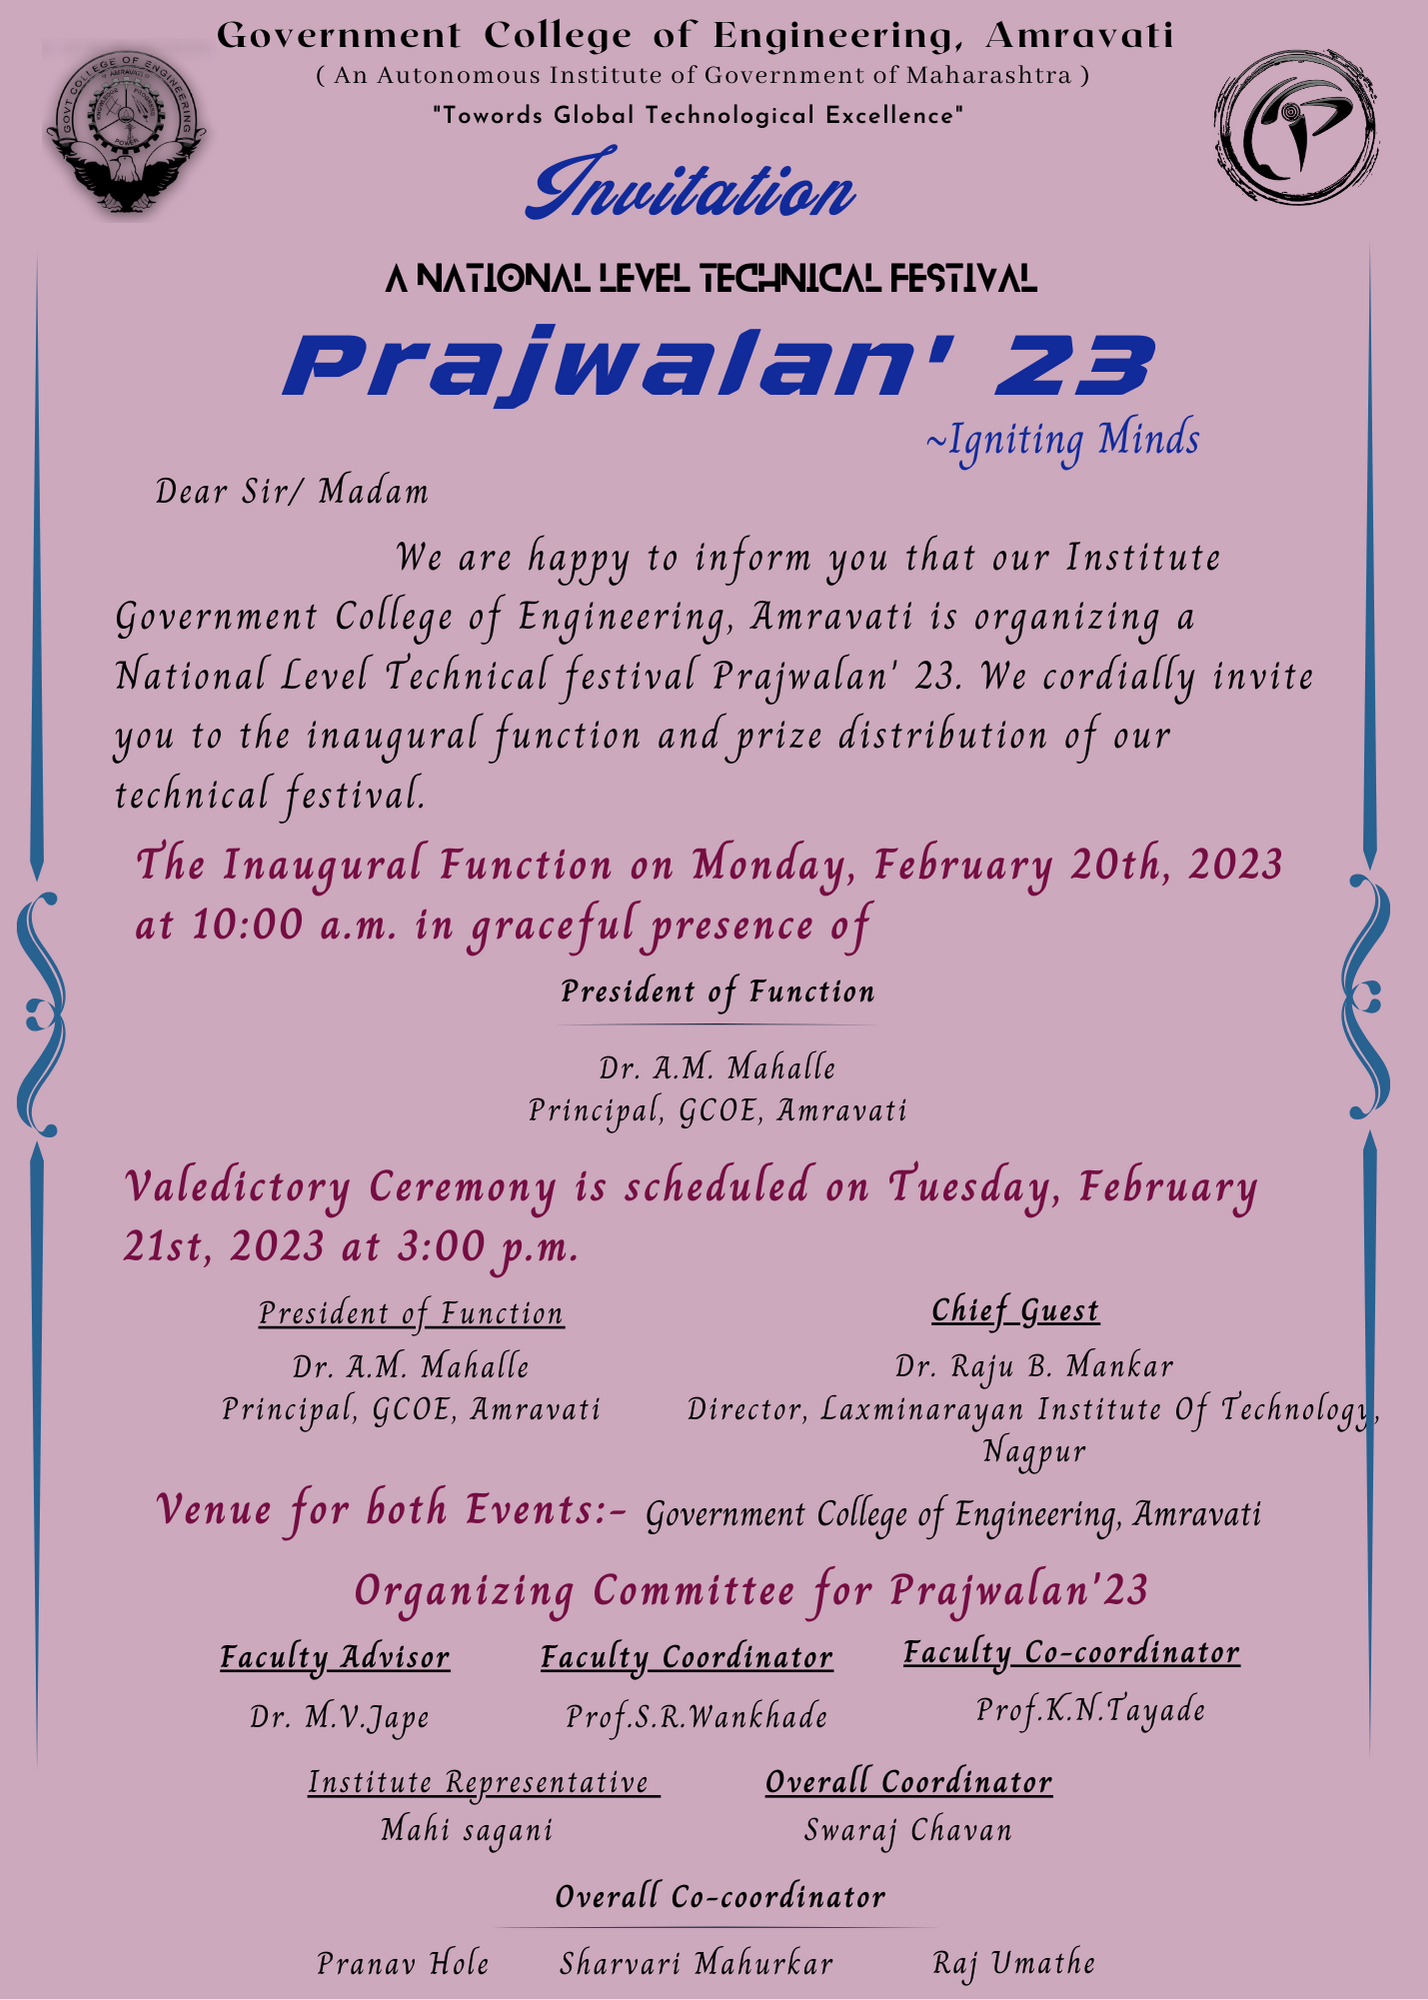 Government College of Engineering, Amravati
( An Autonomous Institute of Government of Maharashtra )
"Towords Global Technological Excellence"
GOVT COLLEGE OF ENGINEERING
AMRAVATI
KNOWLEDGE
POWER
Invitation
A NATIONAL LEVEL TECHNICAL FESTIVAL
Prajwalan' 23
~Igniting Minds
Dear Sir/ Madam
We are happy to inform you that our Institute
Government College of Engineering, Amravati is organizing a
National Level Technical festival Prajwalan' 23. We cordially invite
you to the inaugural function and prize distribution of our
technical festival.
The Inaugural Function on Monday, February 20th, 2023
at 10:00 a.m. in graceful presence of
President of Function
Dr. A.M. Mahalle
Principal, GCOE, Amravati
Valedictory Ceremony is scheduled on Tuesday, February
21st, 2023 at 3:00 p.m.
President of Function
Dr. A.M. Mahalle
Principal, GCOE, Amravati
Chief Guest
Dr. Raju B. Mankar
Director, Laxminarayan Institute Of Technology,
Nagpur
Venue for both Events:- Government College of Engineering, Amravati
Organizing Committee for Prajwalan'23
Faculty Advisor Faculty Coordinator Faculty Co-coordinator
Dr. M.V.Jape Prof.S.R.Wankhade Prof.K.N.Tayade
Institute Representative Overall Coordinator
Mahi sagani Swaraj Chavan
Overall Co-coordinator
Pranav Hole Sharvari Mahurkar Raj Umathe